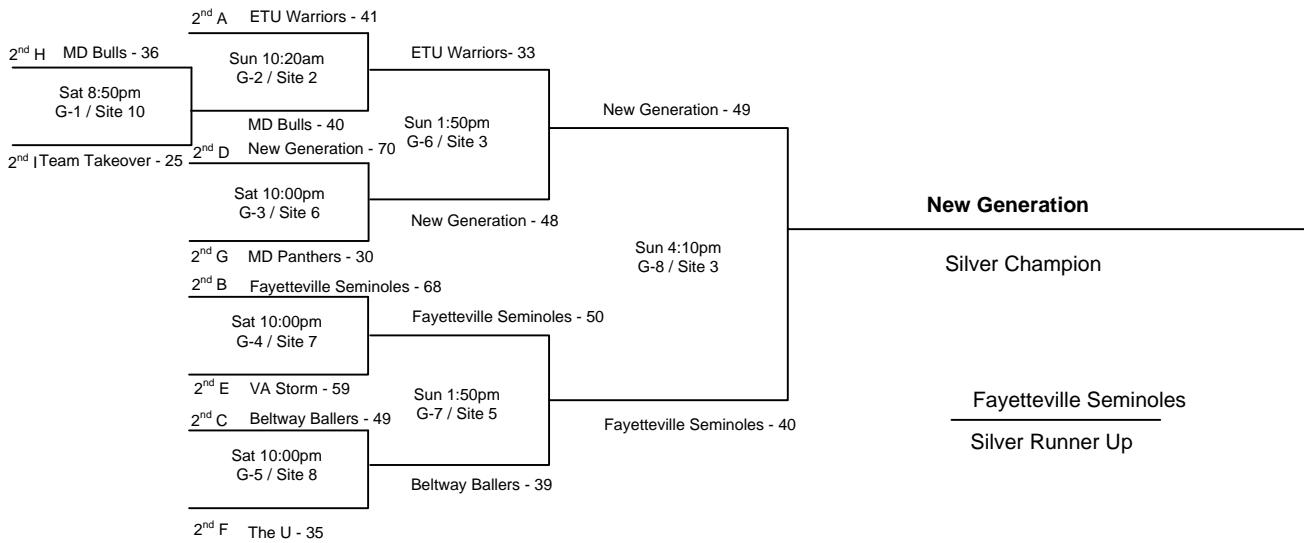 2nd A ETU Warriors - 41
2nd H MD Bulls - 36
Sun 10:20am
G-2 / Site 2
ETU Warriors- 33
Sat 8:50pm
G-1 / Site 10
MD Bulls - 40
2nd I Team Takeover - 25
2nd D New Generation - 70
Sun 1:50pm
G-6 / Site 3
New Generation - 49
Sat 10:00pm
G-3 / Site 6
New Generation - 48
2nd G MD Panthers - 30
Sun 4:10pm
G-8 / Site 3
New Generation
Silver Champion
2nd B Fayetteville Seminoles - 68
Sat 10:00pm
G-4 / Site 7
Fayetteville Seminoles - 50
2nd E VA Storm - 59
Sun 1:50pm
G-7 / Site 5
2nd C Beltway Ballers - 49
Fayetteville Seminoles - 40
Fayetteville Seminoles
Silver Runner Up
Sat 10:00pm
G-5 / Site 8
Beltway Ballers - 39
2nd F The U - 35